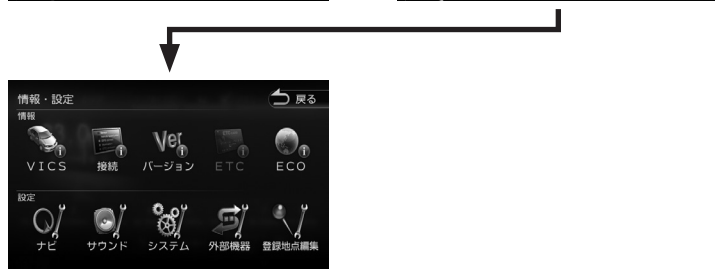 情報・設定 戻る
情報
Ver
VICS 接続 バージョン ETC ECO
設定
ナビ サウンド システム 外部機器 登録地点編集